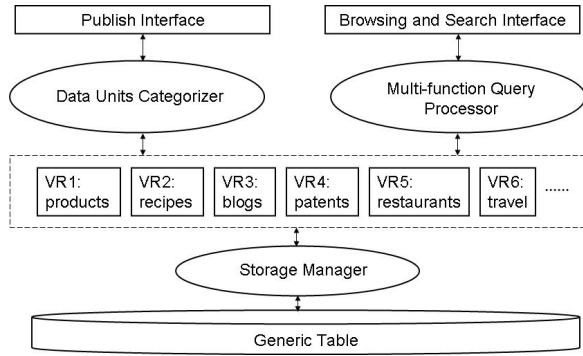 Publish Interface
Browsing and Search Interface
Data Units Categorizer
Multi-function Query
Processor
VR1:
products
VR2:
recipes
VR3:
blogs
VR4:
patents
VR5:
restaurants
VR6:
travel
......
Storage Manager
Generic Table